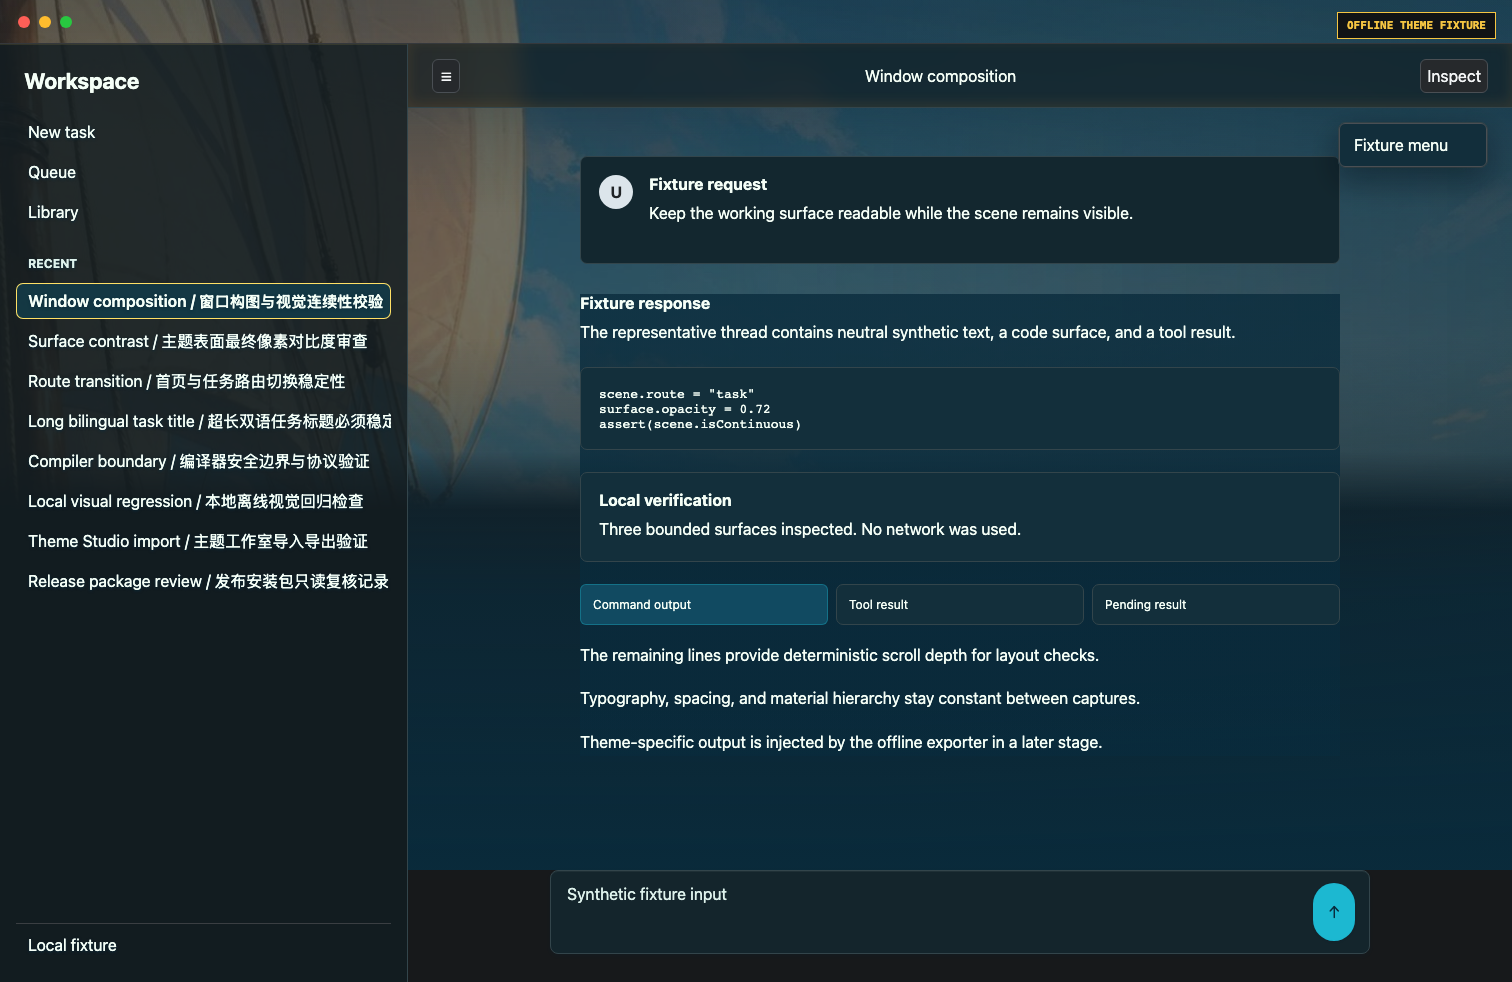 OFFLINE THEME FIXTURE
Workspace
New task
Queue
Library
RECENT
Window composition / 窗口构图与视觉连续性校验
Surface contrast / 主题表面最终像素对比度审查
Route transition / 首页与任务路由切换稳定性
Long bilingual task title / 超长双语任务标题必须稳定
Compiler boundary / 编译器安全边界与协议验证
Local visual regression / 本地离线视觉回归检查
Theme Studio import / 主题工作室导入导出验证
Release package review / 发布安装包只读复核记录
Local fixture
Window composition
Inspect
Fixture menu
U
Fixture request
Keep the working surface readable while the scene remains visible.
Fixture response
The representative thread contains neutral synthetic text, a code surface, and a tool result.
scene.route = "task"
surface.opacity = 0.72
assert(scene.isContinuous)
Local verification
Three bounded surfaces inspected. No network was used.
Command output
Tool result
Pending result
The remaining lines provide deterministic scroll depth for layout checks.
Typography, spacing, and material hierarchy stay constant between captures.
Theme-specific output is injected by the offline exporter in a later stage.
Synthetic fixture input